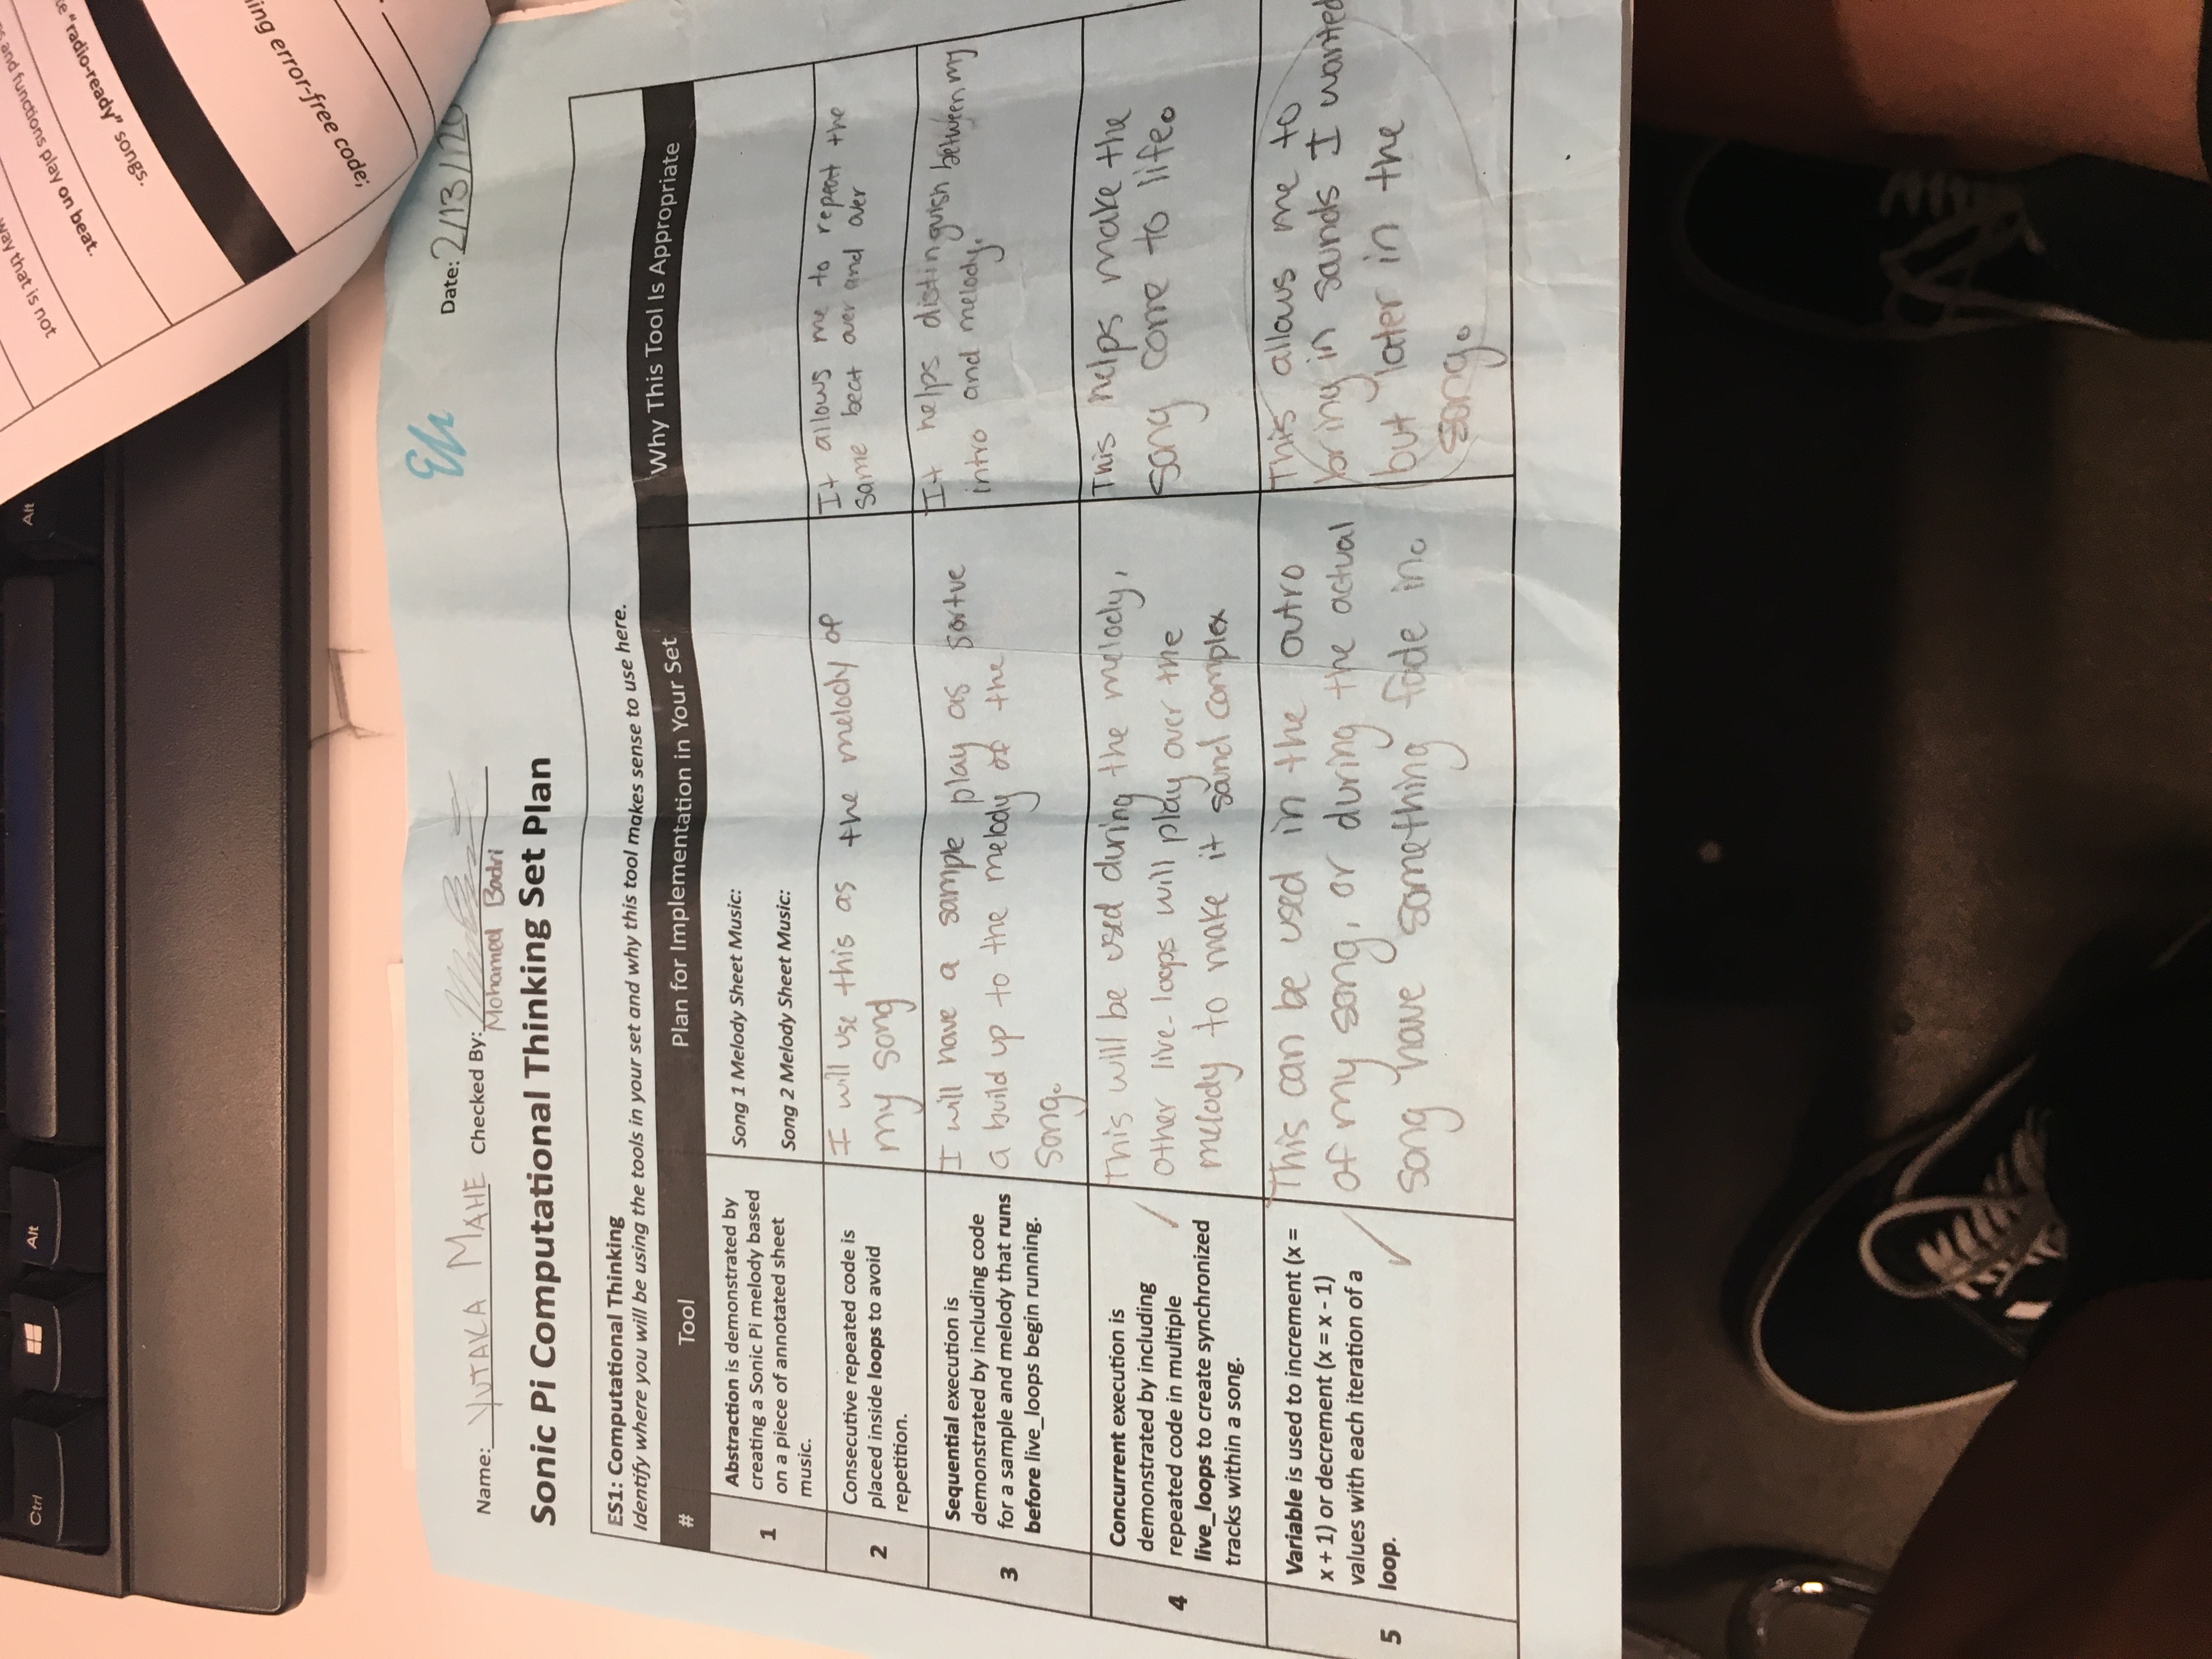 Ctrl
Alt
Alt
way that is not
and functions play on beat.
"radio-ready" songs.
error-free code;
Name: YUTAKA MAHE Checked By:
Mohamed Badri
Date: 2/13/20
Sonic Pi Computational Thinking Set Plan
ES1: Computational Thinking
Identify where you will be using the tools in your set and why this tool makes sense to use here.
# Tool Plan for Implementation in Your Set Why This Tool Is Appropriate
1
Abstraction is demonstrated by
creating a Sonic Pi melody based
on a piece of annotated sheet
music.
Song 1 Melody Sheet Music:
Song 2 Melody Sheet Music:
2
Consecutive repeated code is
placed inside loops to avoid
repetition.
I will use this as the melody of
my song
It allows me to repeat the
same beat over and over
3
Sequential execution is
demonstrated by including code
for a sample and melody that runs
before live_loops begin running.
I will have a sample play as sortve
a build up to the melody of the
song.
It helps distinguish between my
intro and melody.
4
Concurrent execution is
demonstrated by including
repeated code in multiple
live_loops to create synchronized
tracks within a song.
This will be used during the melody,
other live-loops will play over the
melody to make it sound complex
This helps make the
song come to life.
5
Variable is used to increment (x =
x + 1) or decrement (x = x - 1)
values with each iteration of a
loop.
This can be used in the outro
of my song, or during the actual
song have something fade in.
This allows me to
bring in sounds I wanted
but later in the
song.